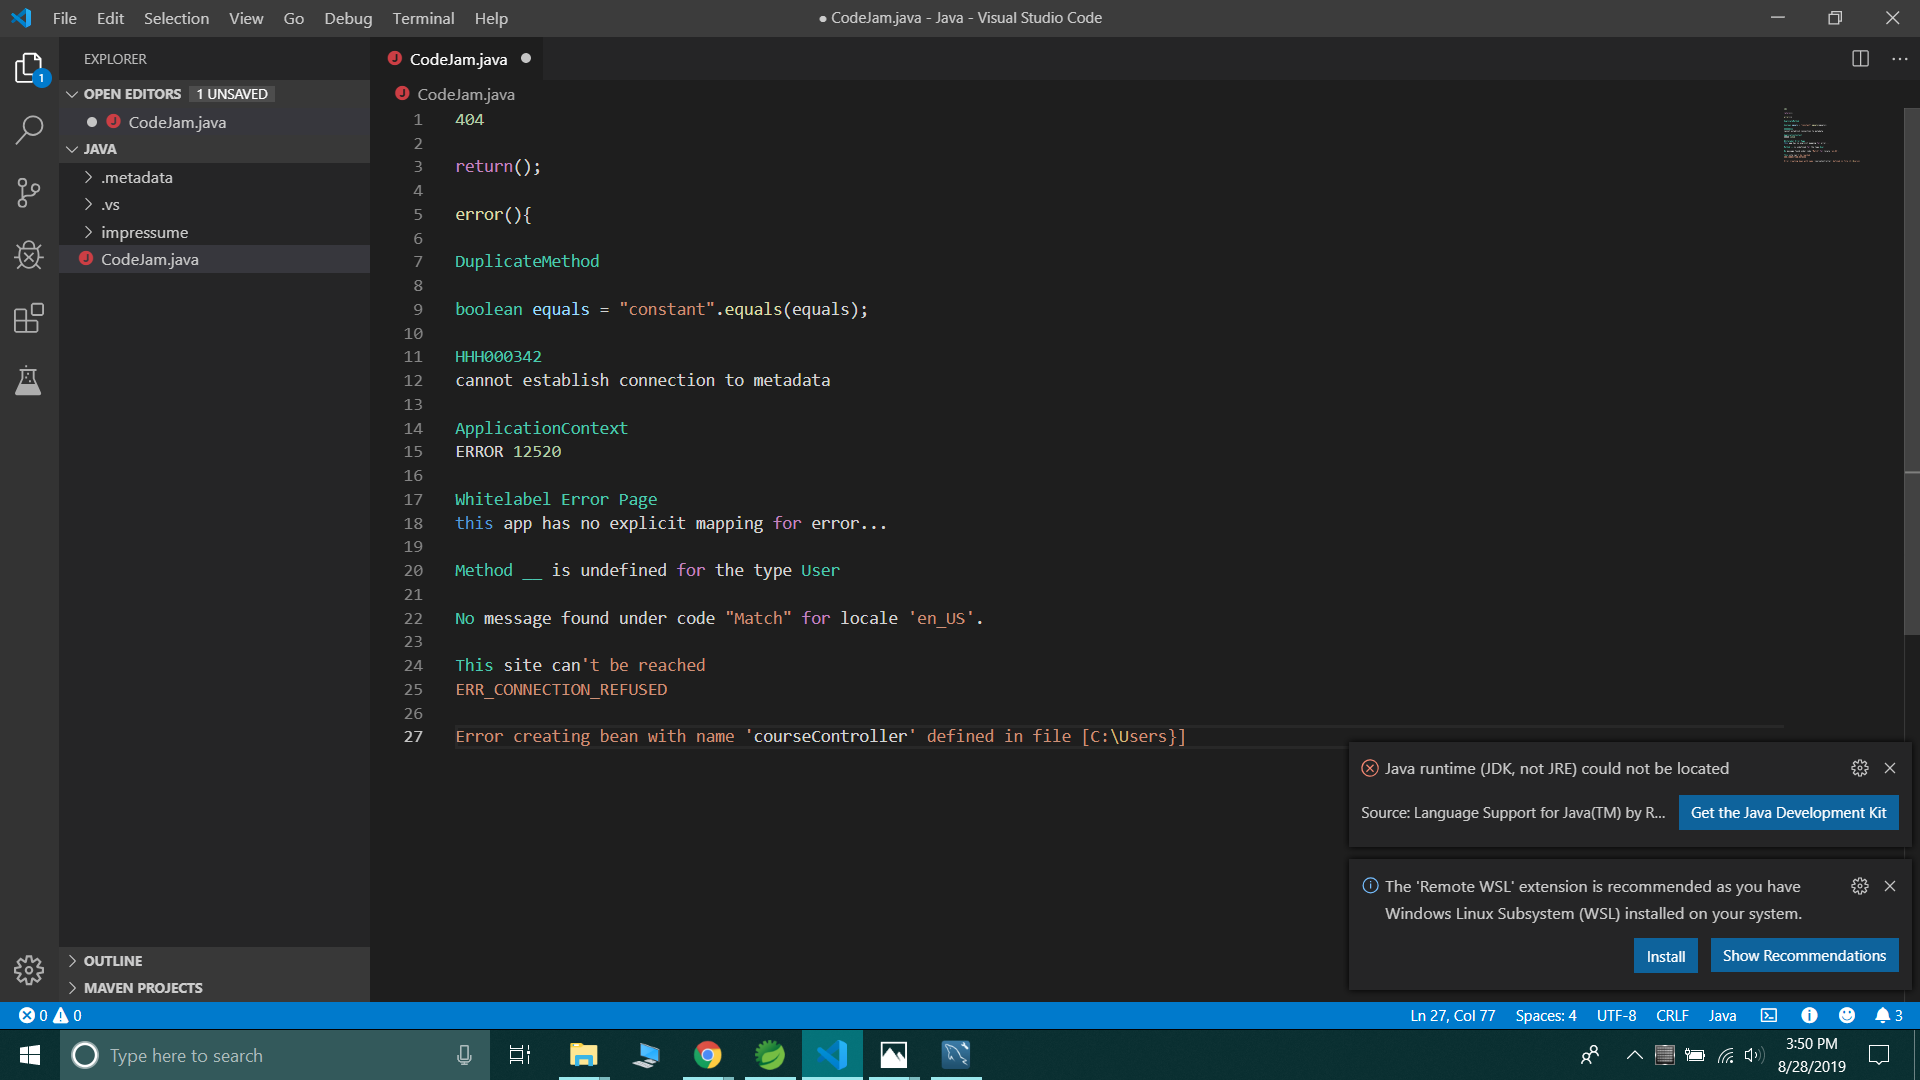 File Edit Selection View Go Debug Terminal Help
● CodeJam.java - Java - Visual Studio Code
EXPLORER
OPEN EDITORS 1 UNSAVED
CodeJam.java
JAVA
.metadata
.vs
impressume
CodeJam.java
OUTLINE
MAVEN PROJECTS
1
CodeJam.java
CodeJam.java
1 404
2
3 return();
4
5 error(){
6
7 DuplicateMethod
8
9 boolean equals = "constant".equals(equals);
10
11 HHH000342
12 cannot establish connection to metadata
13
14 ApplicationContext
15 ERROR 12520
16
17 Whitelabel Error Page
18 this app has no explicit mapping for error...
19
20 Method __ is undefined for the type User
21
22 No message found under code "Match" for locale 'en_US'.
23
24 This site can't be reached
25 ERR_CONNECTION_REFUSED
26
27 Error creating bean with name 'courseController' defined in file [C:\Users}]
Java runtime (JDK, not JRE) could not be located
Source: Language Support for Java(TM) by R... Get the Java Development Kit
The 'Remote WSL' extension is recommended as you have
Windows Linux Subsystem (WSL) installed on your system.
Install Show Recommendations
0 0 Ln 27, Col 77 Spaces: 4 UTF-8 CRLF Java 3
Type here to search
3:50 PM
8/28/2019